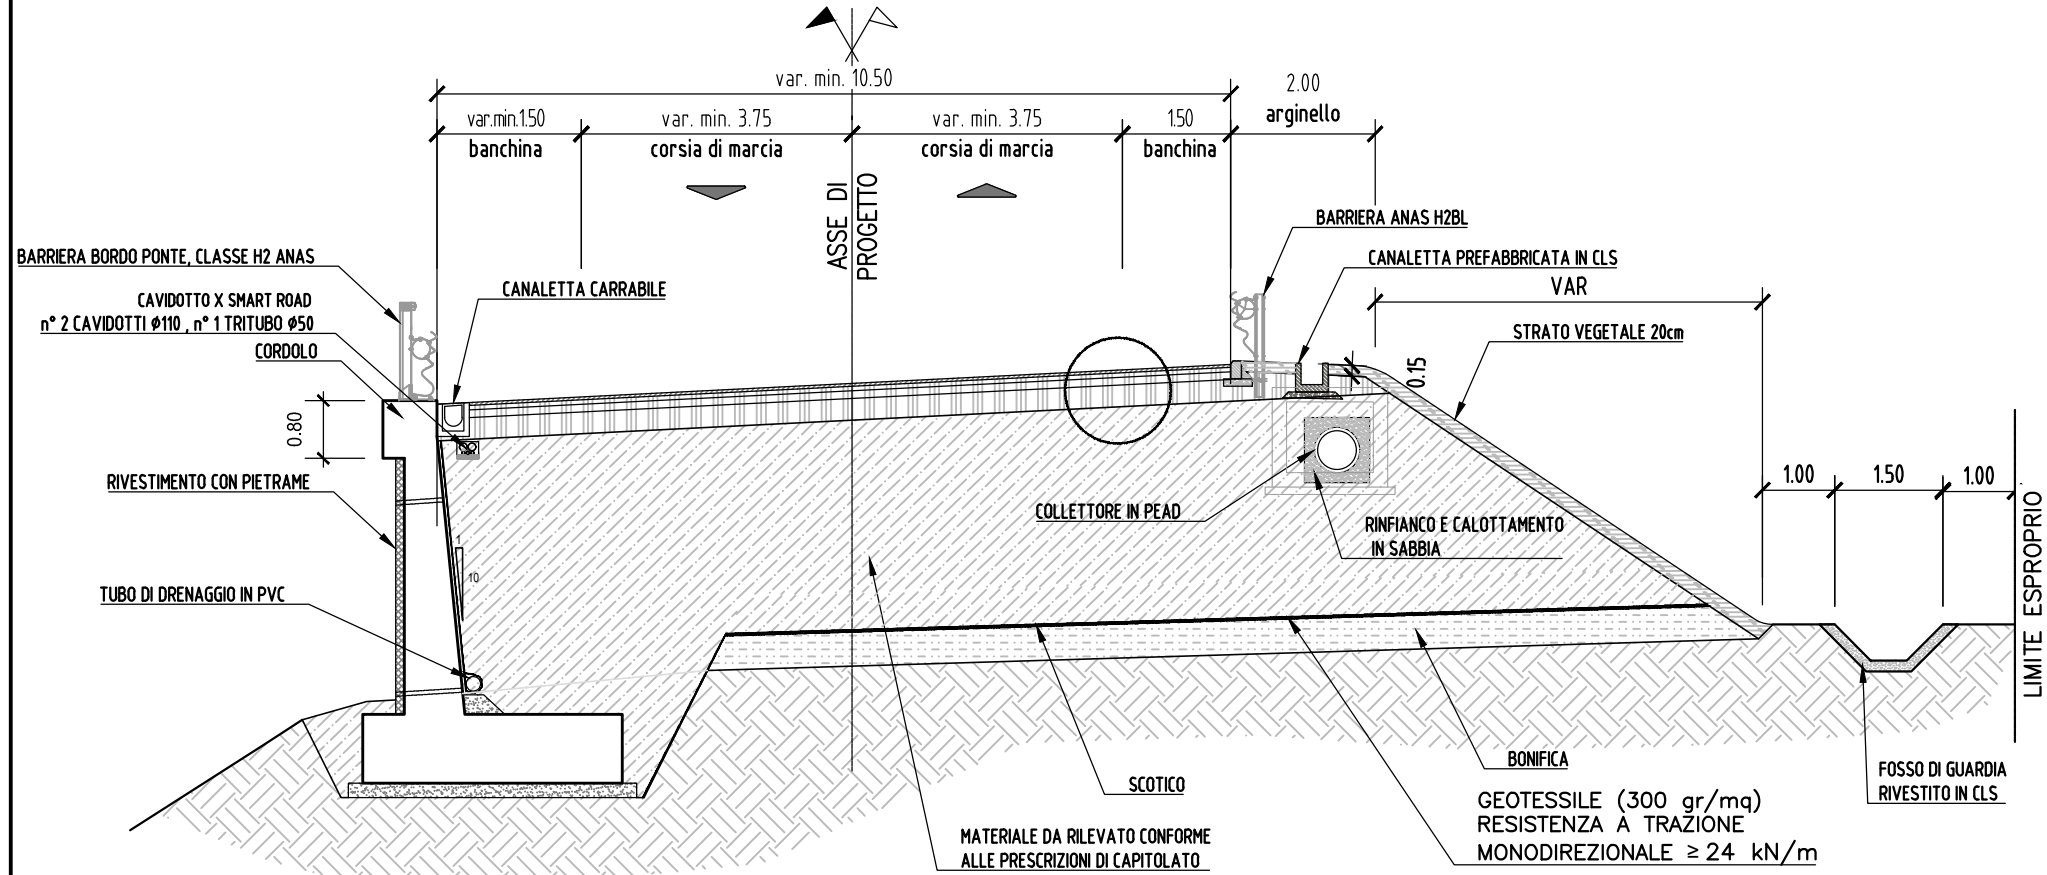 var. min. 10.50
2.00
arginello
var.min.1.50
banchina
var. min. 3.75
corsia di marcia
var. min. 3.75
corsia di marcia
1.50
banchina
ASSE DI
PROGETTO
BARRIERA ANAS H2BL
BARRIERA BORDO PONTE, CLASSE H2 ANAS
CANALETTA PREFABBRICATA IN CLS
VAR
CANALETTA CARRABILE
CAVIDOTTO X SMART ROAD
n° 2 CAVIDOTTI ϕ110 , n° 1 TRITUBO ϕ50
CORDOLO
STRATO VEGETALE 20cm
0.15
0.80
RIVESTIMENTO CON PIETRAME
1.00
1.50
1.00
COLLETTORE IN PEAD
RINFIANCO E CALOTTAMENTO
IN SABBIA
1
10
TUBO DI DRENAGGIO IN PVC
LIMITE ESPROPRIO
BONIFICA
SCOTICO
FOSSO DI GUARDIA
RIVESTITO IN CLS
GEOTESSILE (300 gr/mq)
RESISTENZA A TRAZIONE
MONODIREZIONALE ≥ 24 kN/m
MATERIALE DA RILEVATO CONFORME
ALLE PRESCRIZIONI DI CAPITOLATO